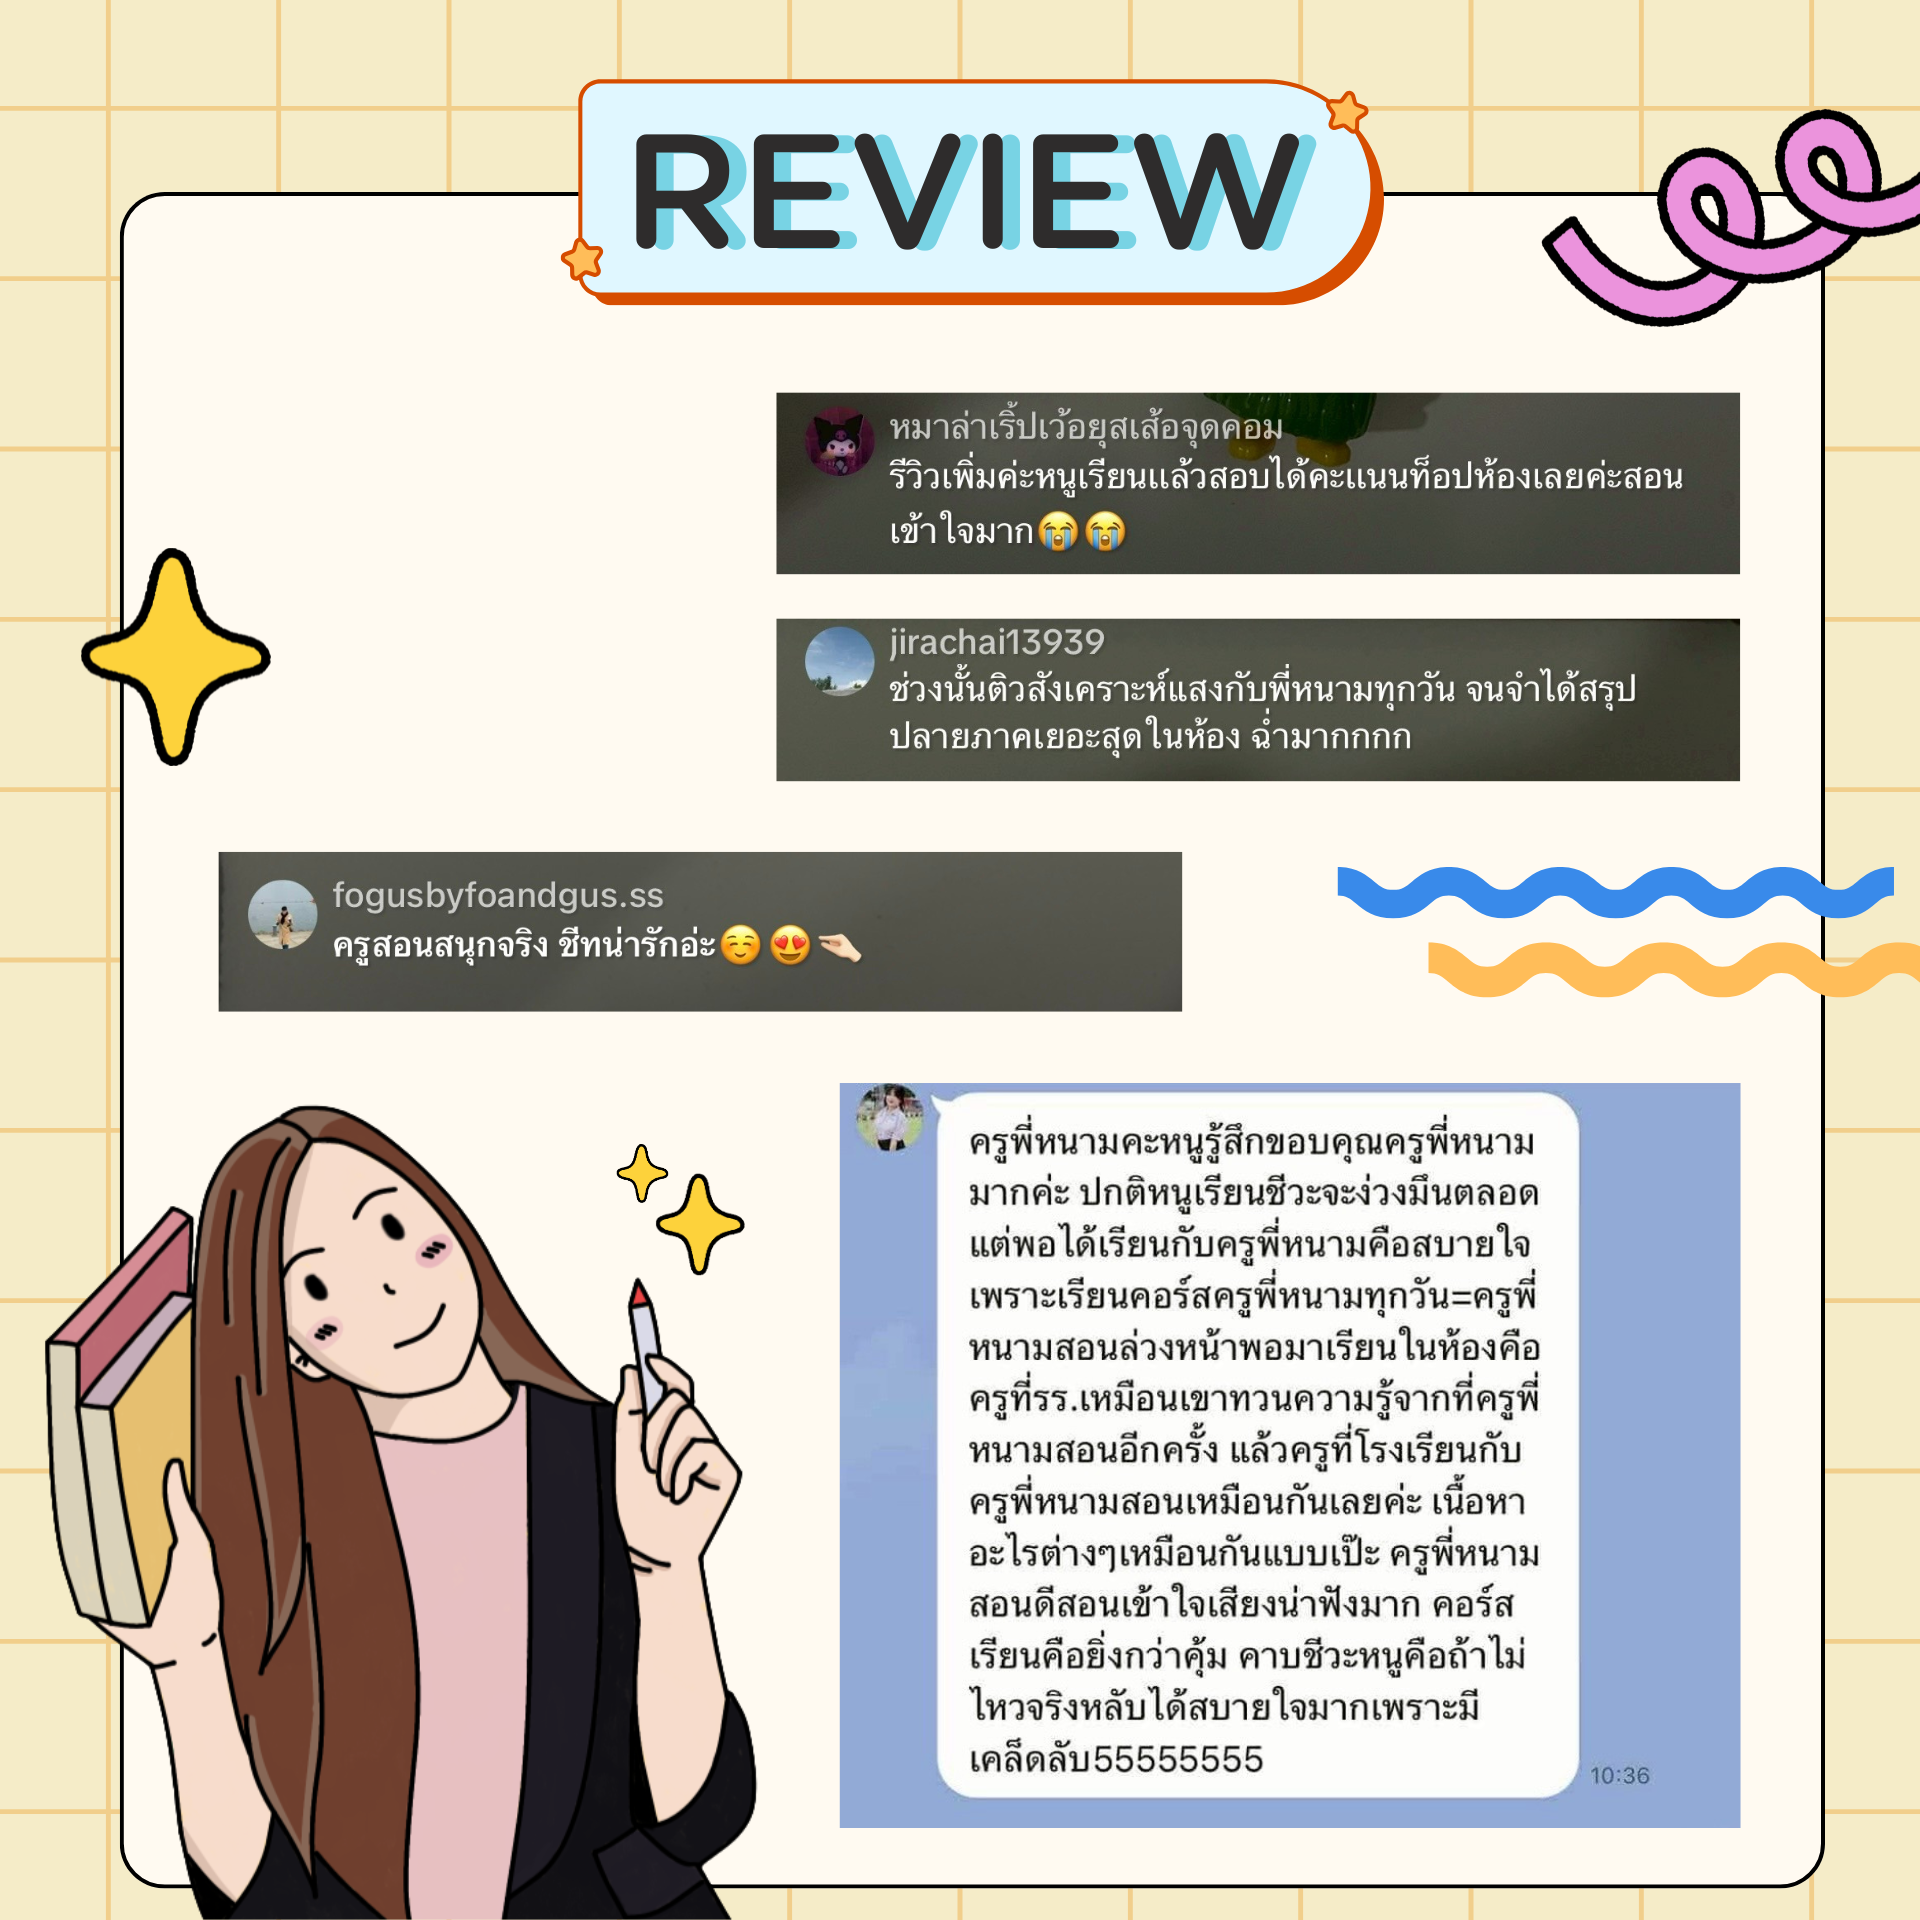 REVIEW
หมาล่าเริ้ปเว้อยุสเส้อจุดคอม
รีวิวเพิ่มค่ะหนูเรียนแล้วสอบได้คะแนนท็อปห้องเลยค่ะสอน
เข้าใจมาก😭😭
jirachai13939
ช่วงนั้นติวสังเคราะห์แสงกับพี่หนามทุกวัน จนจำได้สรุป
ปลายภาคเยอะสุดในห้อง ฉ่ำมากกกก
fogusbyfoandgus.ss
ครูสอนสนุกจริง ชีทน่ารักอ่ะ☺️😍🤏🏻
ครูพี่หนามคะหนูรู้สึกขอบคุณครูพี่หนาม
มากค่ะ ปกติหนูเรียนชีวะจะง่วงมึนตลอด
แต่พอได้เรียนกับครูพี่หนามคือสบายใจ
เพราะเรียนคอร์สครูพี่หนามทุกวัน=ครูพี่
หนามสอนล่วงหน้าพอมาเรียนในห้องคือ
ครูที่รร.เหมือนเขาทวนความรู้จากที่ครูพี่
หนามสอนอีกครั้ง แล้วครูที่โรงเรียนกับ
ครูพี่หนามสอนเหมือนกันเลยค่ะ เนื้อหา
อะไรต่างๆเหมือนกันแบบเป๊ะ ครูพี่หนาม
สอนดีสอนเข้าใจเสียงน่าฟังมาก คอร์ส
เรียนคือยิ่งกว่าคุ้ม คาบชีวะหนูคือถ้าไม่
ไหวจริงหลับได้สบายใจมากเพราะมี
เคล็ดลับ55555555
10:36